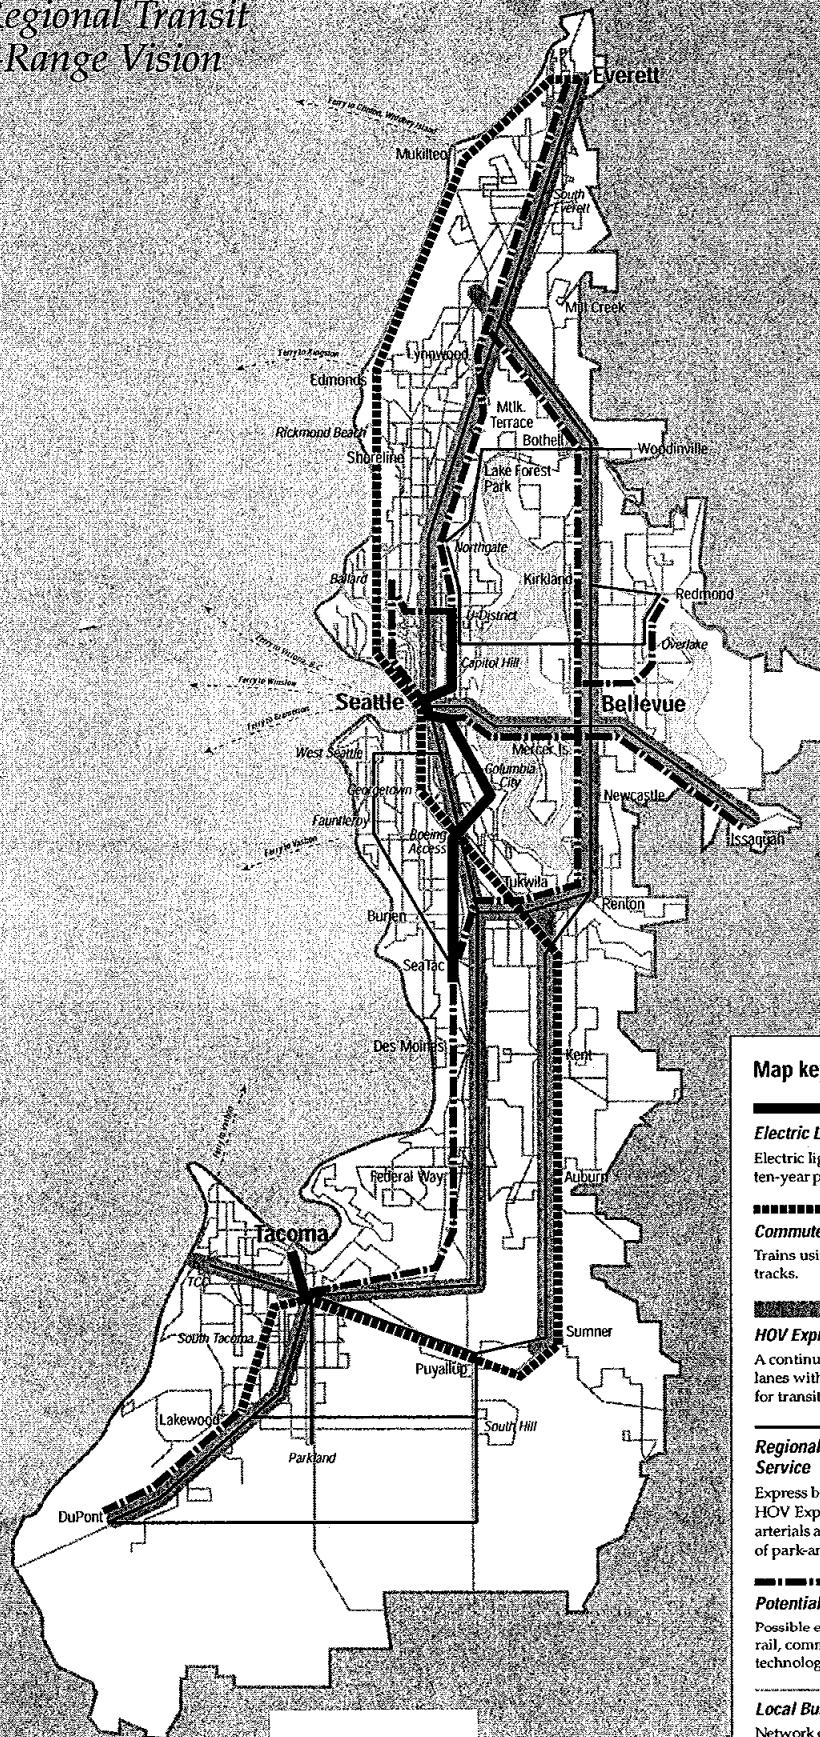 Regional Transit
-Range Vision
Everett
Ferry to Clinton, Whidbey Island
Mukilteo
South
Everett
Mill Creek
Ferry to Kingston
Lynnwood
Edmonds
Mtlk.
Terrace
Rickmond Beach
Bothell
Woodinville
Shoreline
Lake Forest
Park
Northgate
Ballard
Kirkland
Redmond
U-District
Overlake
Ferry to Victoria, B.C.
Capitol Hill
Ferry to Winslow
Seattle
Bellevue
Ferry to Bremerton
West Seattle
Mercer Is.
Columbia
City
Georgetown
Newcastle
Fauntleroy
Boeing
Access
Issaquah
Ferry to Vashon
Tukwila
Renton
Burien
SeaTac
Des Moines
Kent
Map ke
Ferry to Vashon
Electric L
Electric lig
ten-year p
Federal Way
Auburn
Commute
Trains usi
tracks.
Tacoma
TCC
HOV Expr
A continu
lanes with
for transit
South Tacoma
Sumner
Puyallup
Lakewood
South Hill
Parkland
Regional
Service
Express b
HOV Exp
arterials a
of park-an
DuPont
Potential
Possible e
rail, comm
technolog
Local Bu
Network o